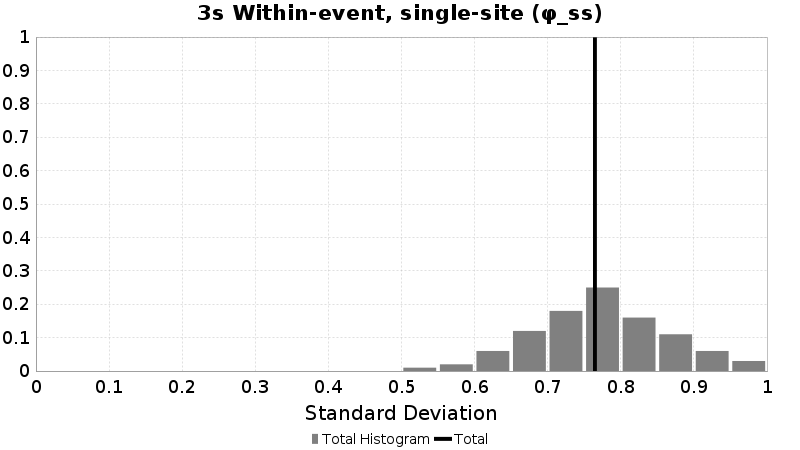 3s Within-event, single-site (φ_ss)
1
0.9
0.8
0.7
0.6
0.5
0.4
0.3
0.2
0.1
0
0 0.1 0.2 0.3 0.4 0.5 0.6 0.7 0.8 0.9 1
Standard Deviation
Total Histogram Total